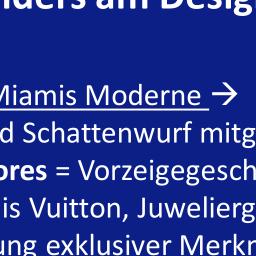 nders am Desig
Miamis Moderne →
d Schattenwurf mitg
ores = Vorzeigegesch
is Vuitton, Juwelierg
ung exklusiver Merkm